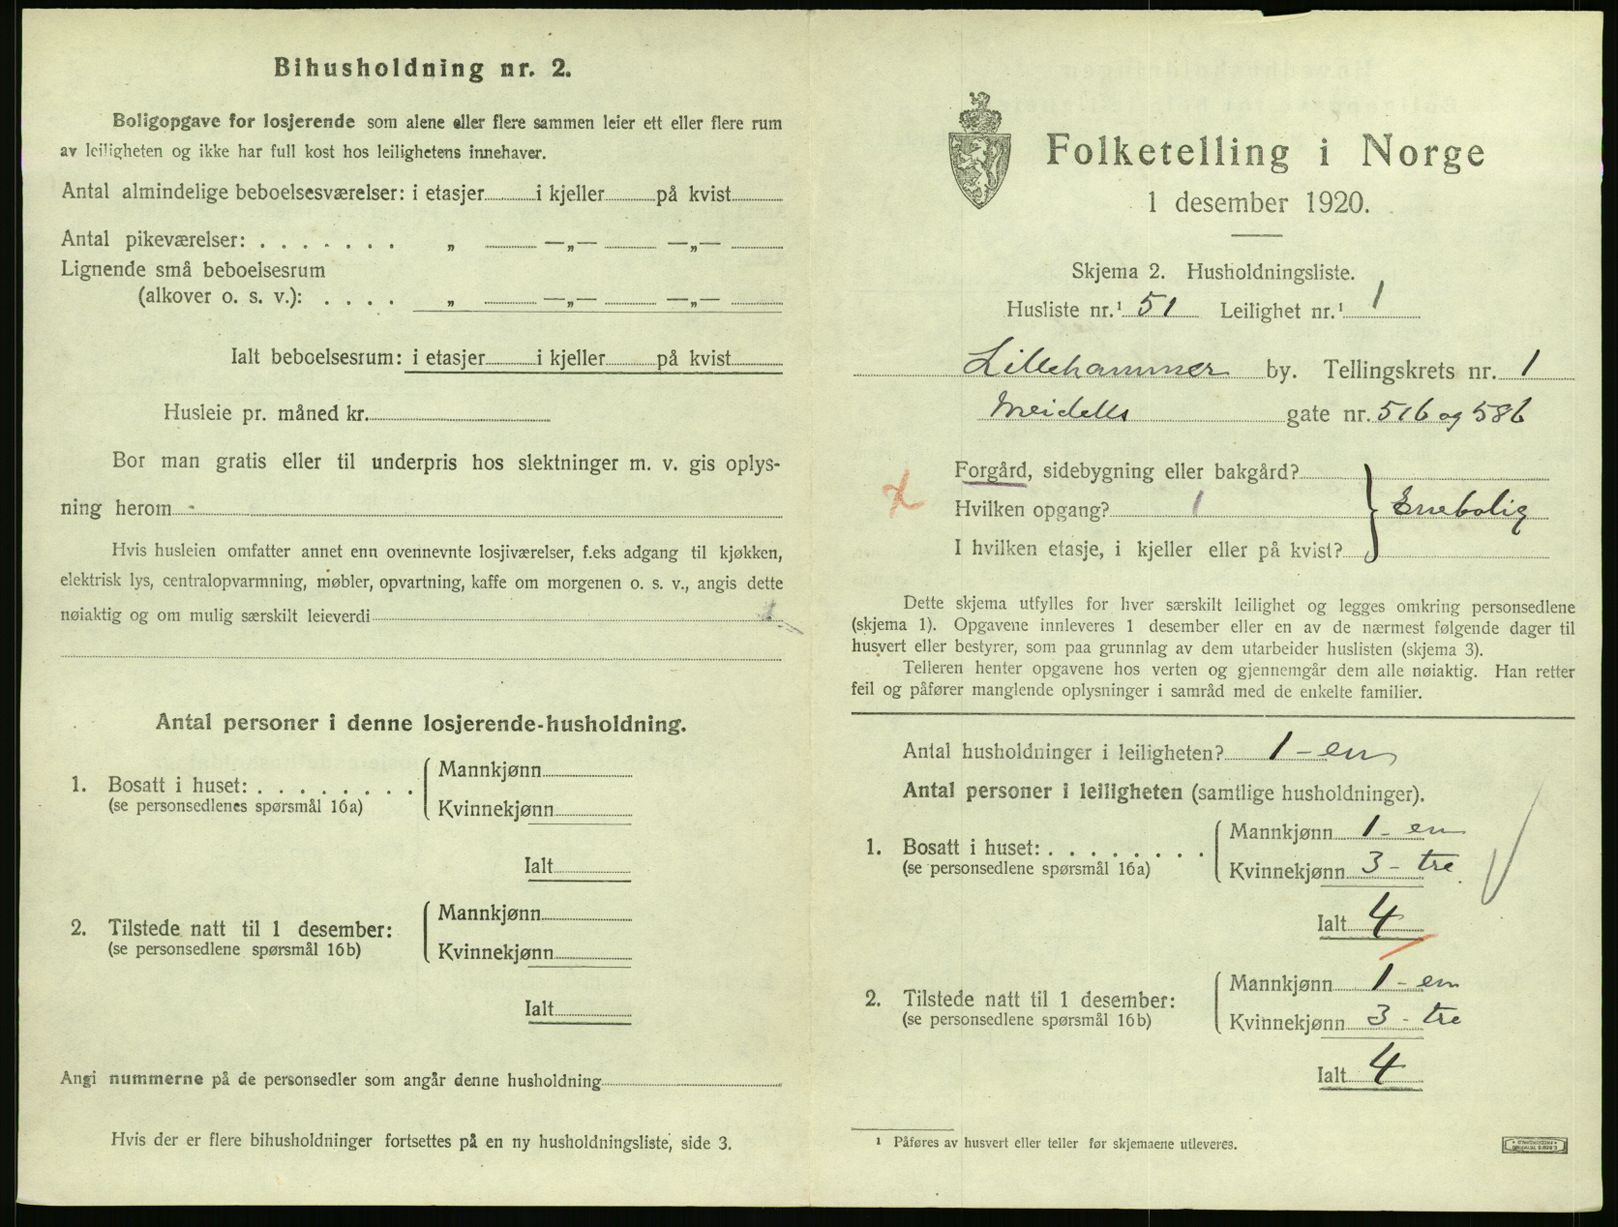 Bihusholdning nr. 2.
Boligopgave for losjerende som alene eller flere sammen leier ett eller flere rum
av leiligheten og ikke har full kost hos leilighetens innehaver.
Antal almindelige beboelsesværelser: i etasjer i kjeller på kvist
Antal pikeværelser: . . . . . . . „ —„— —„—
Lignende små beboelsesrum
(alkover o. s. v.): . . . . „ —„— —„—
Ialt beboelsesrum: i etasjer i kjeller på kvist
Husleie pr. måned kr.
Bor man gratis eller til underpris hos slektninger m. v. gis oplys-
ning herom
Hvis husleien omfatter annet enn ovennevnte losjiværelser, f.eks adgang til kjøkken,
elektrisk lys, centralopvarmning, møbler, opvartning, kaffe om morgenen o. s. v., angis dette
nøiaktig og om mulig særskilt leieverdi
Antal personer i denne losjerende-husholdning.
1. Bosatt i huset: . . . . . . . . Mannkjønn
(se personsedlenes spørsmål 16a) Kvinnekjønn
Ialt
2. Tilstede natt til 1 desember: Mannkjønn
(se personsedlene spørsmål 16b) Kvinnekjønn
Ialt
Angi nummerne på de personsedler som angår denne husholdning
Hvis der er flere bihusholdninger fortsettes på en ny husholdningsliste, side 3.
Folketelling i Norge
1 desember 1920.
Skjema 2. Husholdningsliste.
Husliste nr.¹ 51 Leilighet nr.¹ 1
Lillehammer by. Tellingskrets nr. 1
Meidells gate nr. 51b og 58b
Forgård, sidebygning eller bakgård?
Hvilken opgang? 1 Enebolig
I hvilken etasje, i kjeller eller på kvist?
Dette skjema utfylles for hver særskilt leilighet og legges omkring personsedlene
(skjema 1). Opgavene innleveres 1 desember eller en av de nærmest følgende dager til
husvert eller bestyrer, som paa grunnlag av dem utarbeider huslisten (skjema 3).
Telleren henter opgavene hos verten og gjennemgår dem alle nøiaktig. Han retter
feil og påfører manglende oplysninger i samråd med de enkelte familier.
Antal husholdninger i leiligheten? 1 - en
Antal personer i leiligheten (samtlige husholdninger).
1. Bosatt i huset: . . . . . . . . Mannkjønn 1 - en
(se personsedlene spørsmål 16a) Kvinnekjønn 3 - tre
Ialt 4
2. Tilstede natt til 1 desember: Mannkjønn 1 - en
(se personsedlene spørsmål 16b) Kvinnekjønn 3 - tre
Ialt 4
¹ Påføres av husvert eller teller før skjemaene utleveres.